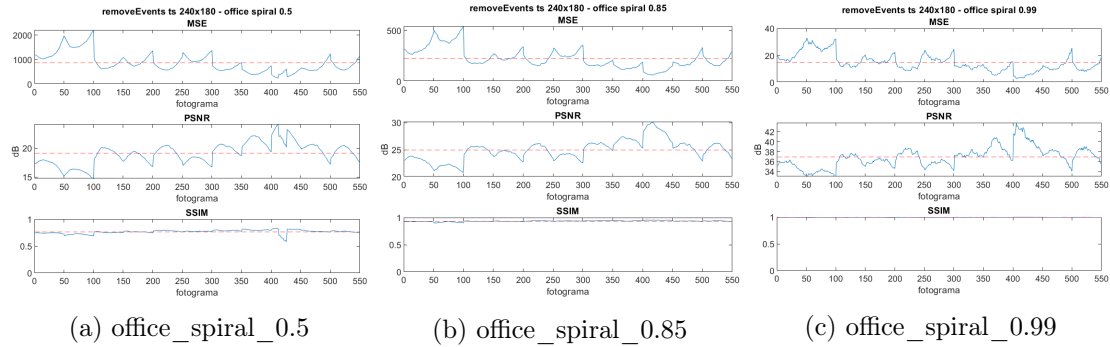 removeEvents ts 240x180 - office spiral 0.5
MSE
2000
1000
0
0 50 100 150 200 250 300 350 400 450 500 550
fotograma
PSNR
dB
20
15
0 50 100 150 200 250 300 350 400 450 500 550
fotograma
SSIM
1
0.5
0
0 50 100 150 200 250 300 350 400 450 500 550
fotograma
(a) office_spiral_0.5
removeEvents ts 240x180 - office spiral 0.85
MSE
500
0
0 50 100 150 200 250 300 350 400 450 500 550
fotograma
PSNR
dB
30
25
20
0 50 100 150 200 250 300 350 400 450 500 550
fotograma
SSIM
1
0.5
0
0 50 100 150 200 250 300 350 400 450 500 550
fotograma
(b) office_spiral_0.85
removeEvents ts 240x180 - office spiral 0.99
MSE
40
20
0
0 50 100 150 200 250 300 350 400 450 500 550
fotograma
PSNR
dB
42
40
38
36
34
0 50 100 150 200 250 300 350 400 450 500 550
fotograma
SSIM
1
0.5
0
0 50 100 150 200 250 300 350 400 450 500 550
fotograma
(c) office_spiral_0.99